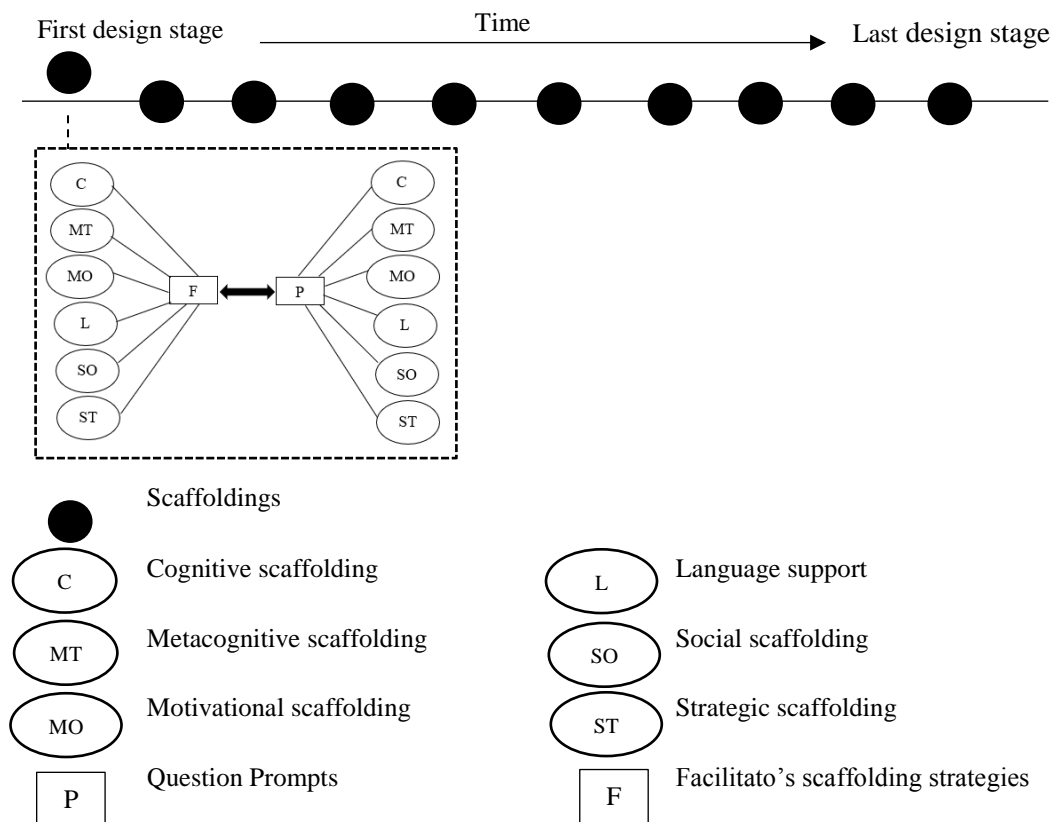 First design stage
Time
Last design stage
C
C
MT
MT
MO
MO
F
P
L
L
SO
SO
ST
ST
Scaffoldings
C
Cognitive scaffolding
L
Language support
MT
Metacognitive scaffolding
SO
Social scaffolding
MO
Motivational scaffolding
ST
Strategic scaffolding
P
Question Prompts
F
Facilitato’s scaffolding strategies